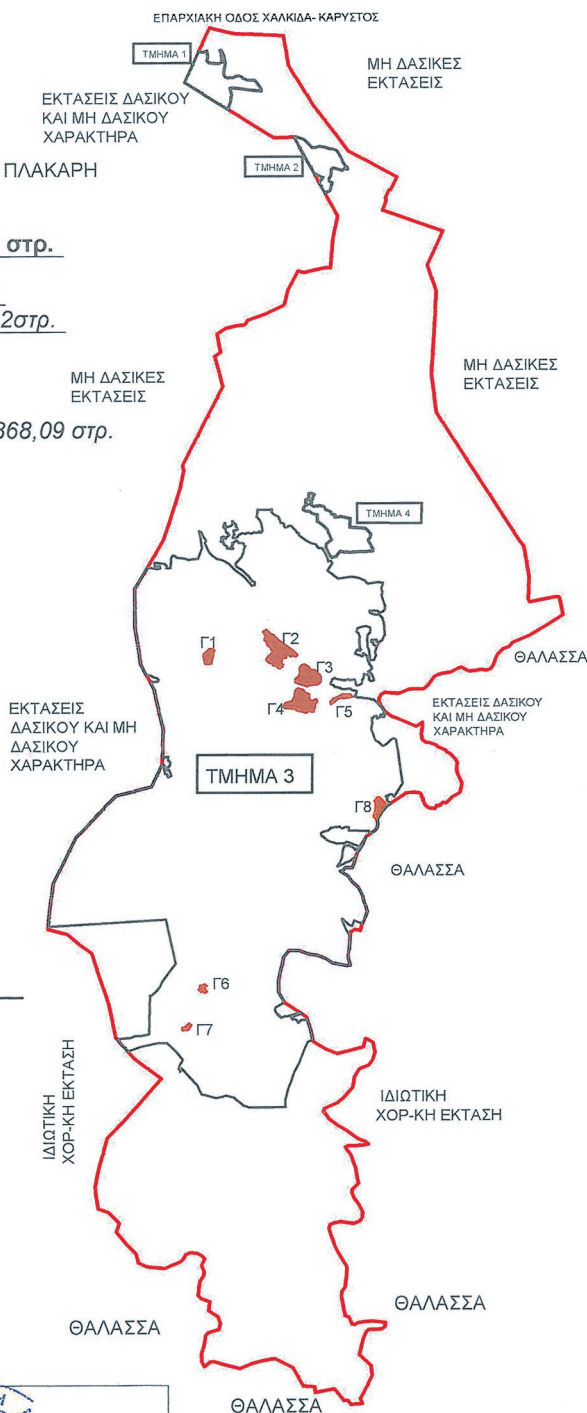 ΕΠΑΡΧΙΑΚΗ ΟΔΟΣ ΧΑΛΚΙΔΑ- ΚΑΡΥΣΤΟΣ
ΤΜΗΜΑ 1
ΜΗ ΔΑΣΙΚΕΣ
ΕΚΤΑΣΕΙΣ
ΕΚΤΑΣΕΙΣ ΔΑΣΙΚΟΥ
ΚΑΙ ΜΗ ΔΑΣΙΚΟΥ
ΧΑΡΑΚΤΗΡΑ
ΠΛΑΚΑΡΗ
ΤΜΗΜΑ 2
στρ.
2στρ.
ΜΗ ΔΑΣΙΚΕΣ
ΕΚΤΑΣΕΙΣ
ΜΗ ΔΑΣΙΚΕΣ
ΕΚΤΑΣΕΙΣ
868,09 στρ.
ΤΜΗΜΑ 4
Γ1
Γ2
Γ3
Γ4
Γ5
ΘΑΛΑΣΣΑ
ΕΚΤΑΣΕΙΣ ΔΑΣΙΚΟΥ
ΚΑΙ ΜΗ ΔΑΣΙΚΟΥ
ΧΑΡΑΚΤΗΡΑ
ΕΚΤΑΣΕΙΣ
ΔΑΣΙΚΟΥ ΚΑΙ ΜΗ
ΔΑΣΙΚΟΥ
ΧΑΡΑΚΤΗΡΑ
ΤΜΗΜΑ 3
Γ8
ΘΑΛΑΣΣΑ
Γ6
Γ7
ΙΔΙΩΤΙΚΗ
ΧΟΡ-ΚΗ ΕΚΤΑΣΗ
ΙΔΙΩΤΙΚΗ
ΧΟΡ-ΚΗ ΕΚΤΑΣΗ
ΘΑΛΑΣΣΑ
ΘΑΛΑΣΣΑ
ΘΑΛΑΣΣΑ